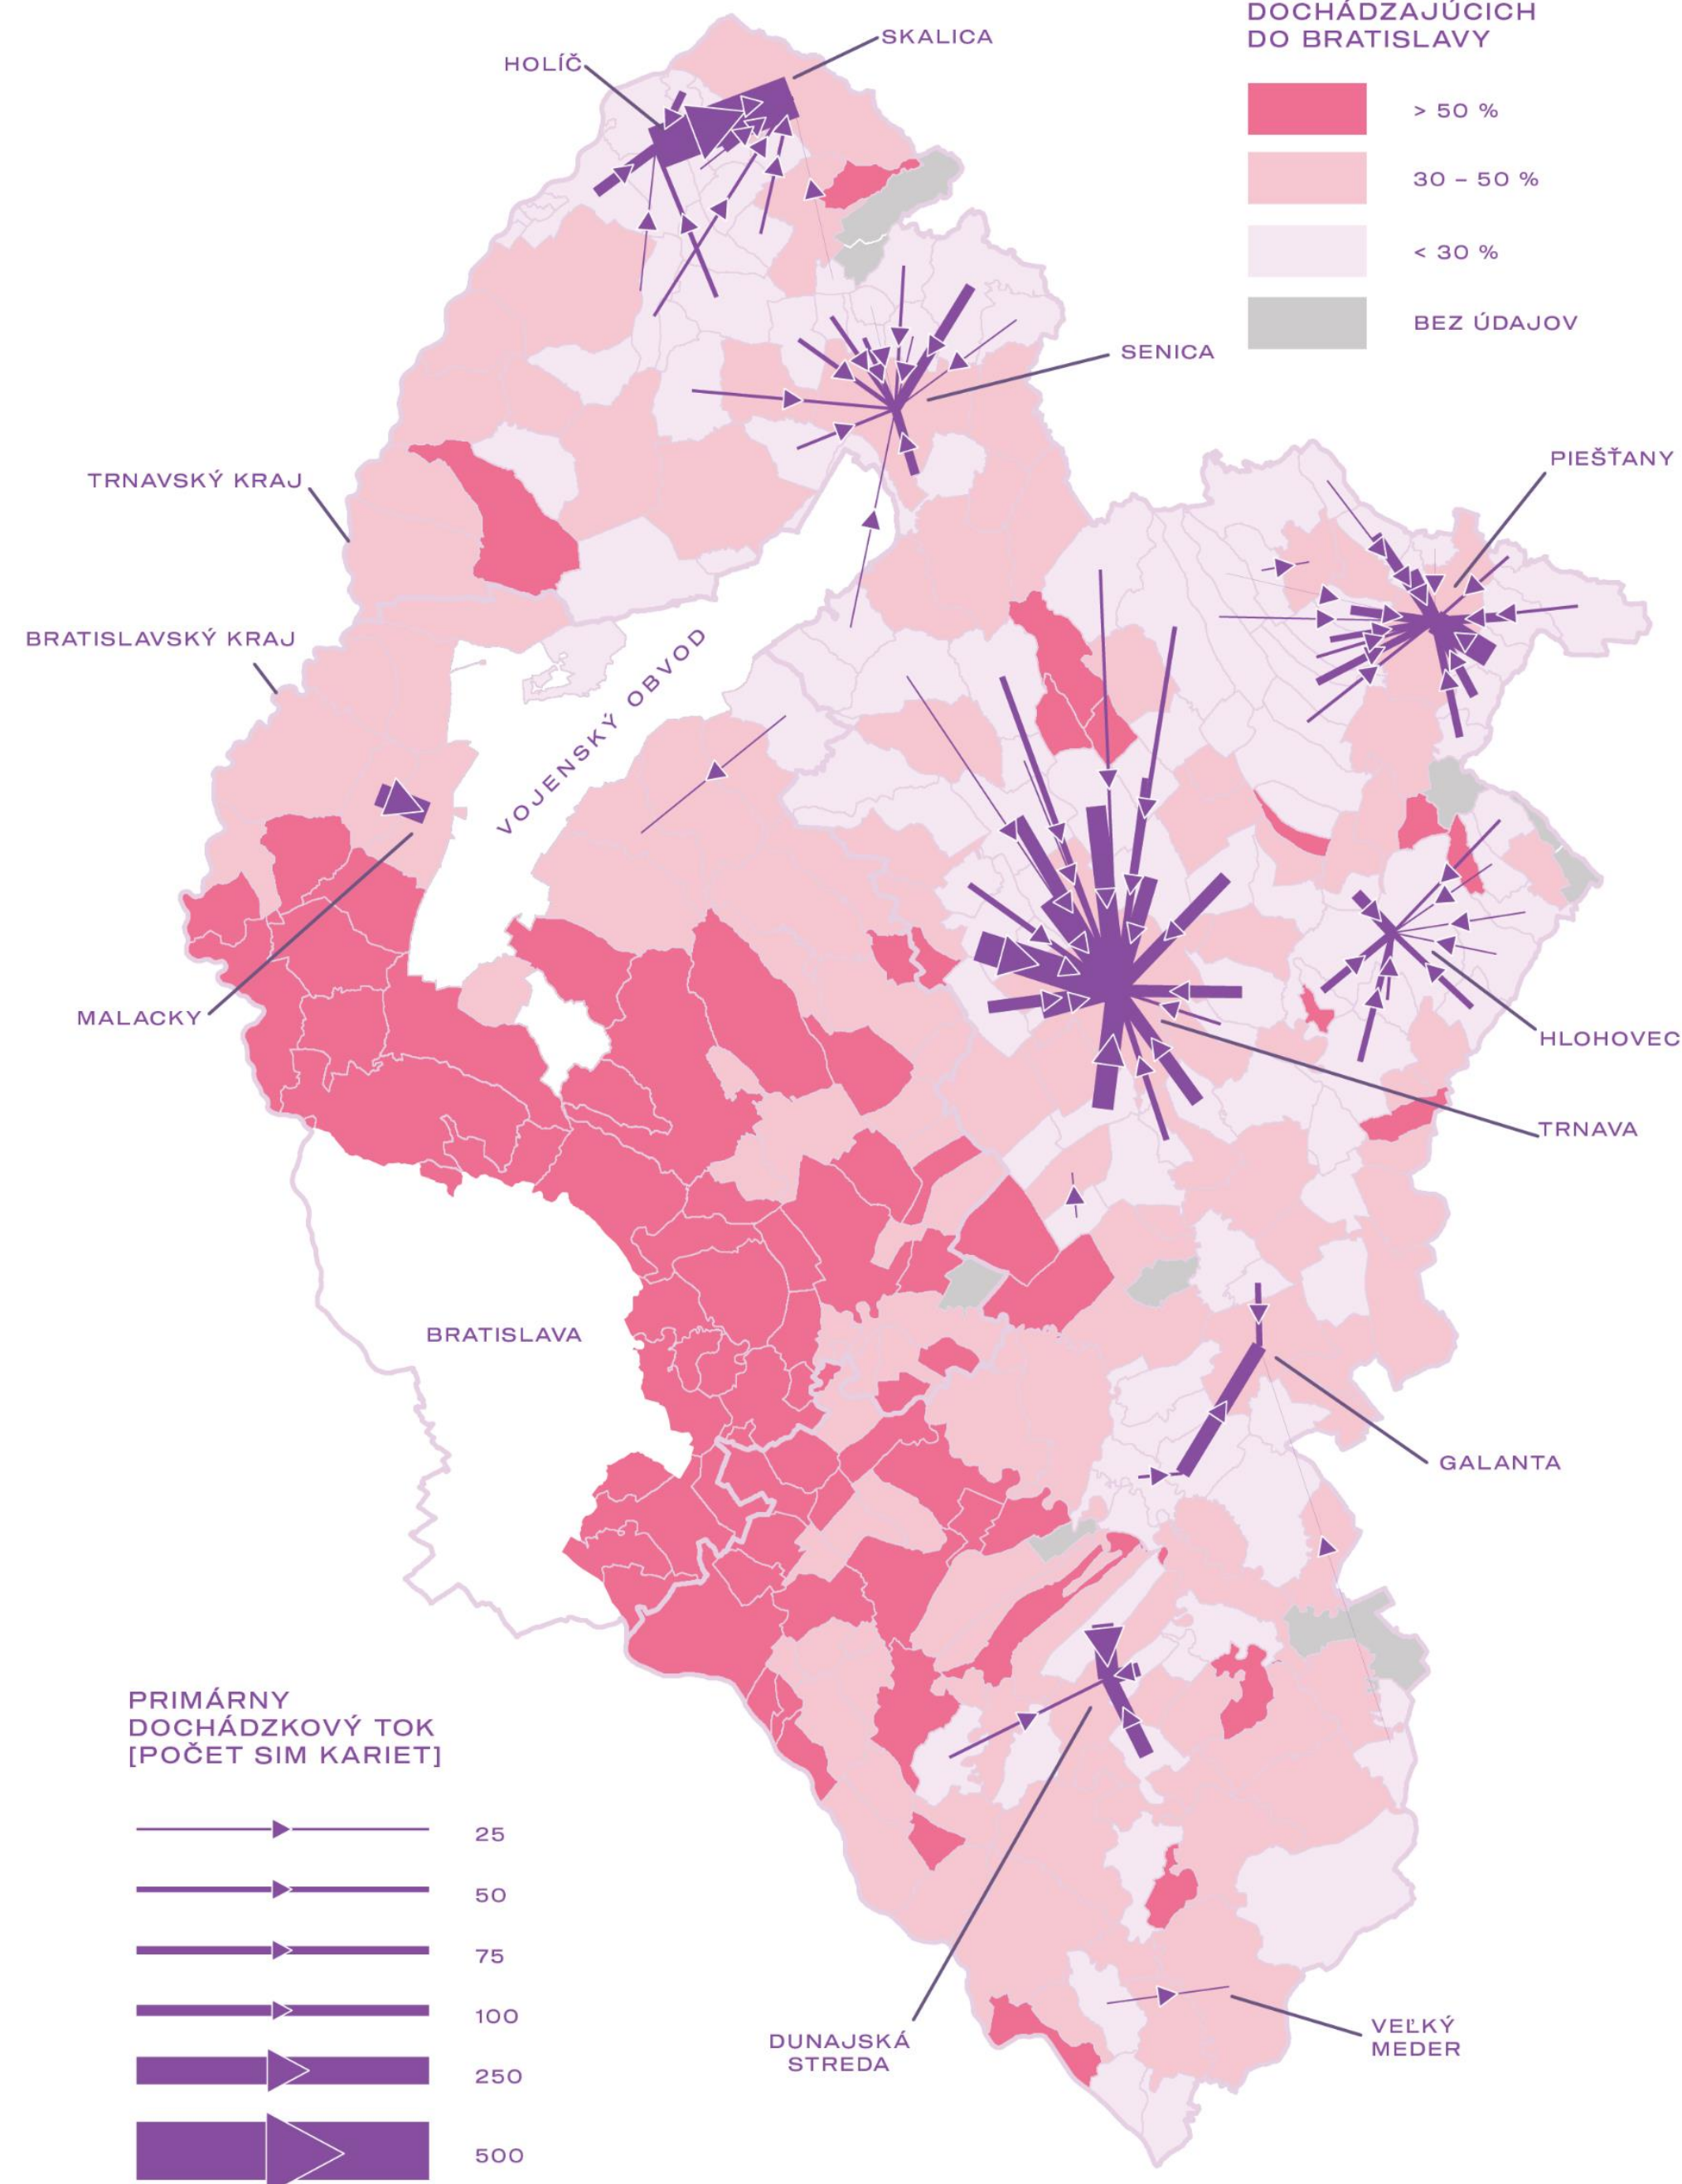 DOCHÁDZAJÚCICH
DO BRATISLAVY
> 50 %
30 – 50 %
< 30 %
BEZ ÚDAJOV
SKALICA
HOLÍČ
SENICA
PIEŠŤANY
TRNAVSKÝ KRAJ
BRATISLAVSKÝ KRAJ
VOJENSKÝ OBVOD
MALACKY
HLOHOVEC
TRNAVA
BRATISLAVA
GALANTA
DUNAJSKÁ
STREDA
VEĽKÝ
MEDER
PRIMÁRNY
DOCHÁDZKOVÝ TOK
[POČET SIM KARIET]
25
50
75
100
250
500